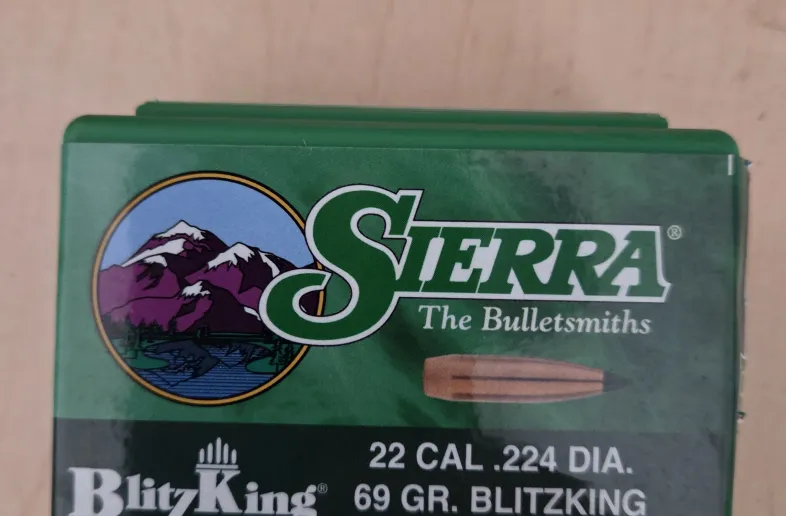 SIERRA®
The Bulletsmiths
22 CAL .224 DIA.
BlitzKing® 69 GR. BLITZKING